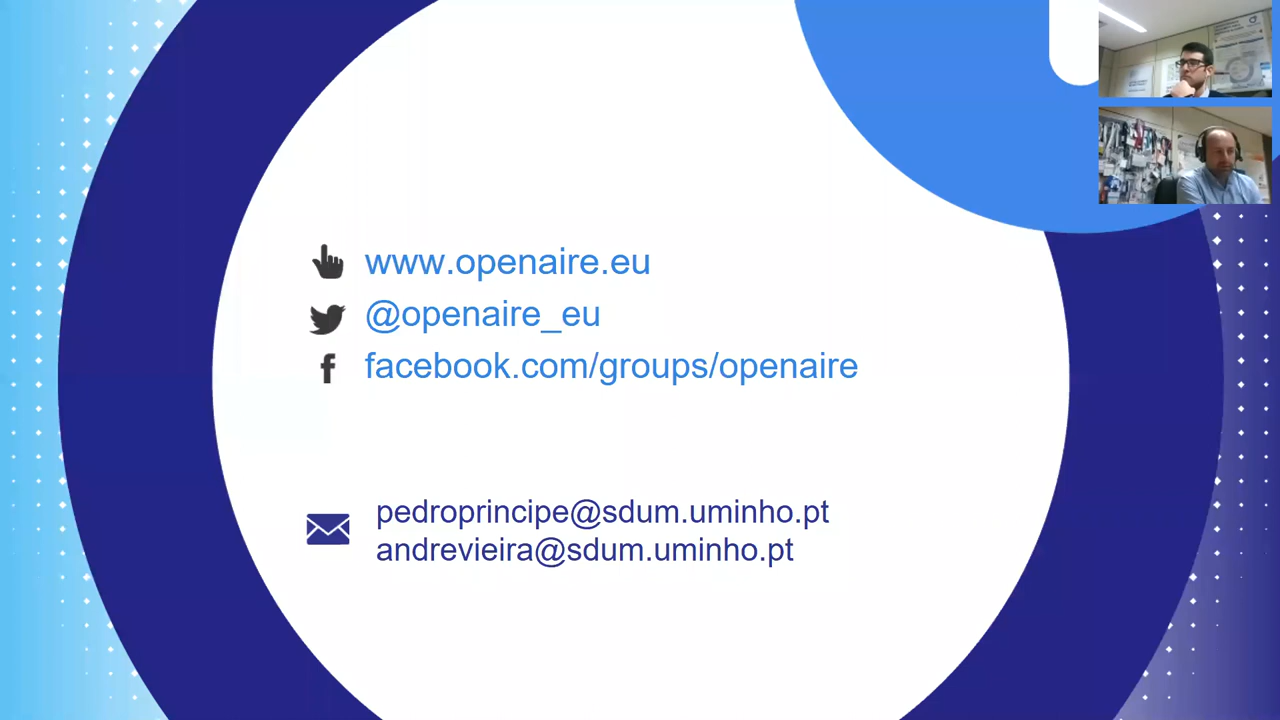 www.openaire.eu
@openaire_eu
facebook.com/groups/openaire
pedroprincipe@sdum.uminho.pt
andrevieira@sdum.uminho.pt